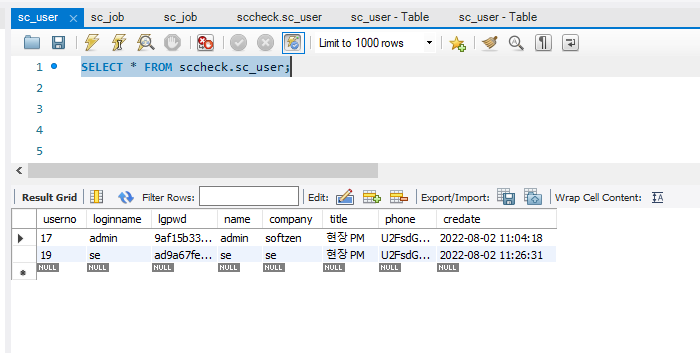 sc_user × sc_job sc_job sccheck.sc_user sc_user - Table sc_user - Table
Limit to 1000 rows
1 SELECT * FROM sccheck.sc_user;
2
3
4
5
Result Grid Filter Rows: Edit: Export/Import: Wrap Cell Content:
userno loginname lgpwd name company title phone credate
17 admin 9af15b33... admin softzen 현장 PM U2FsdG... 2022-08-02 11:04:18
19 se ad9a67fe... se se 현장 PM U2FsdG... 2022-08-02 11:26:31
NULL NULL NULL NULL NULL NULL NULL NULL